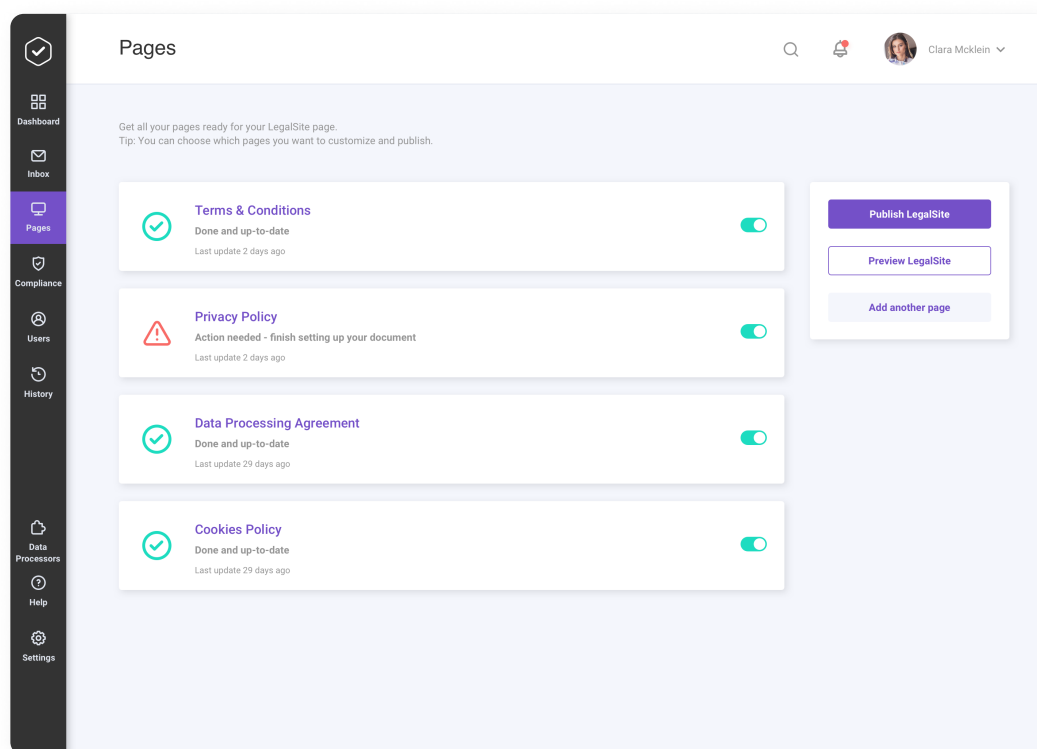 Pages
Clara Mcklein
Dashboard
Inbox
Pages
Compliance
Users
History
Data
Processors
Help
Settings
Get all your pages ready for your LegalSite page.
Tip: You can choose which pages you want to customize and publish.
Terms & Conditions
Done and up-to-date
Last update 2 days ago
Privacy Policy
Action needed - finish setting up your document
Last update 2 days ago
Data Processing Agreement
Done and up-to-date
Last update 29 days ago
Cookies Policy
Done and up-to-date
Last update 29 days ago
Publish LegalSite
Preview LegalSite
Add another page